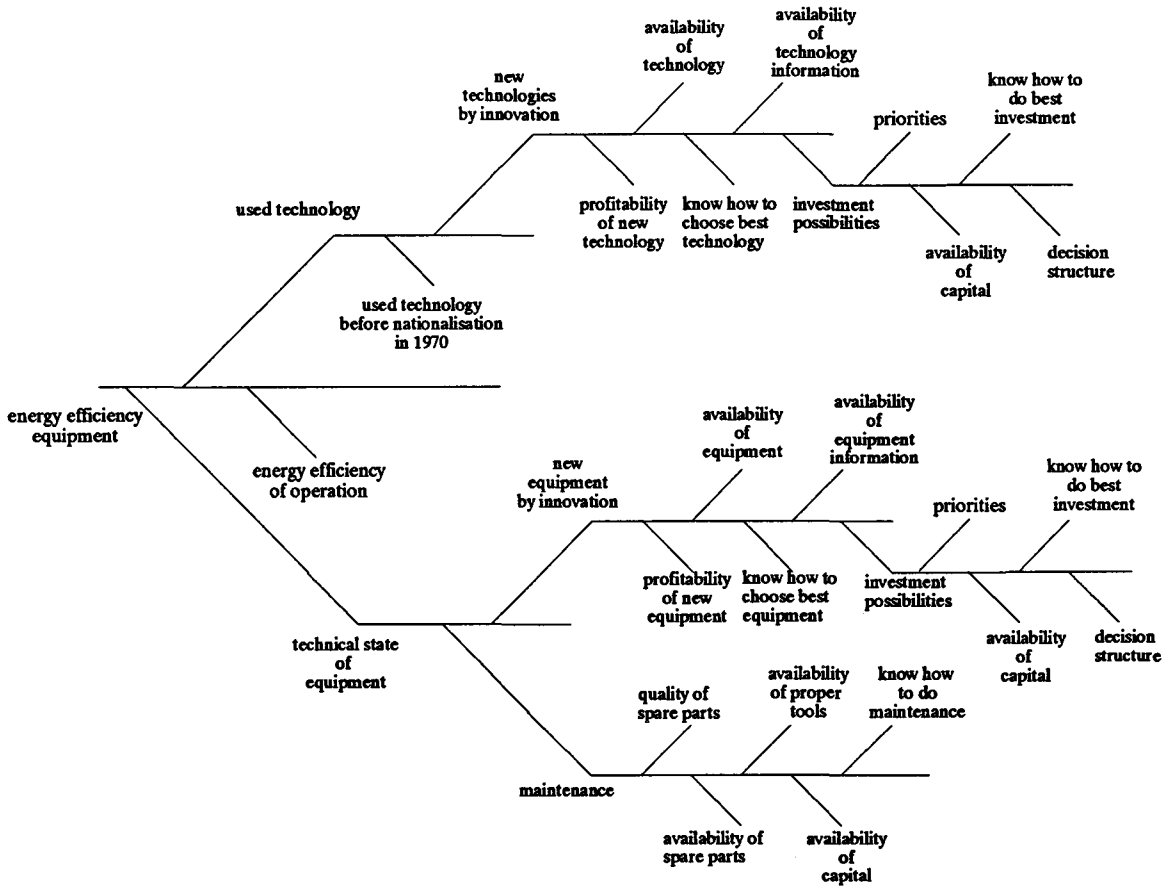 availability
of
technology
availability
of
technology
information
new
technologies
by innovation
priorities
know how to
do best
investment
used technology
profitability
of new
technology
know how to
choose best
technology
investment
possibilities
availability
of
capital
decision
structure
used technology
before nationalisation
in 1970
energy efficiency
equipment
energy efficiency
of operation
availability
of
equipment
availability
of
equipment
information
new
equipment
by innovation
priorities
know how to
do best
investment
profitability
of new
equipment
know how to
choose best
equipment
investment
possibilities
availability
of
capital
decision
structure
technical state
of
equipment
quality of
spare parts
availability
of proper
tools
know how
to do
maintenance
maintenance
availability of
spare parts
availability
of
capital